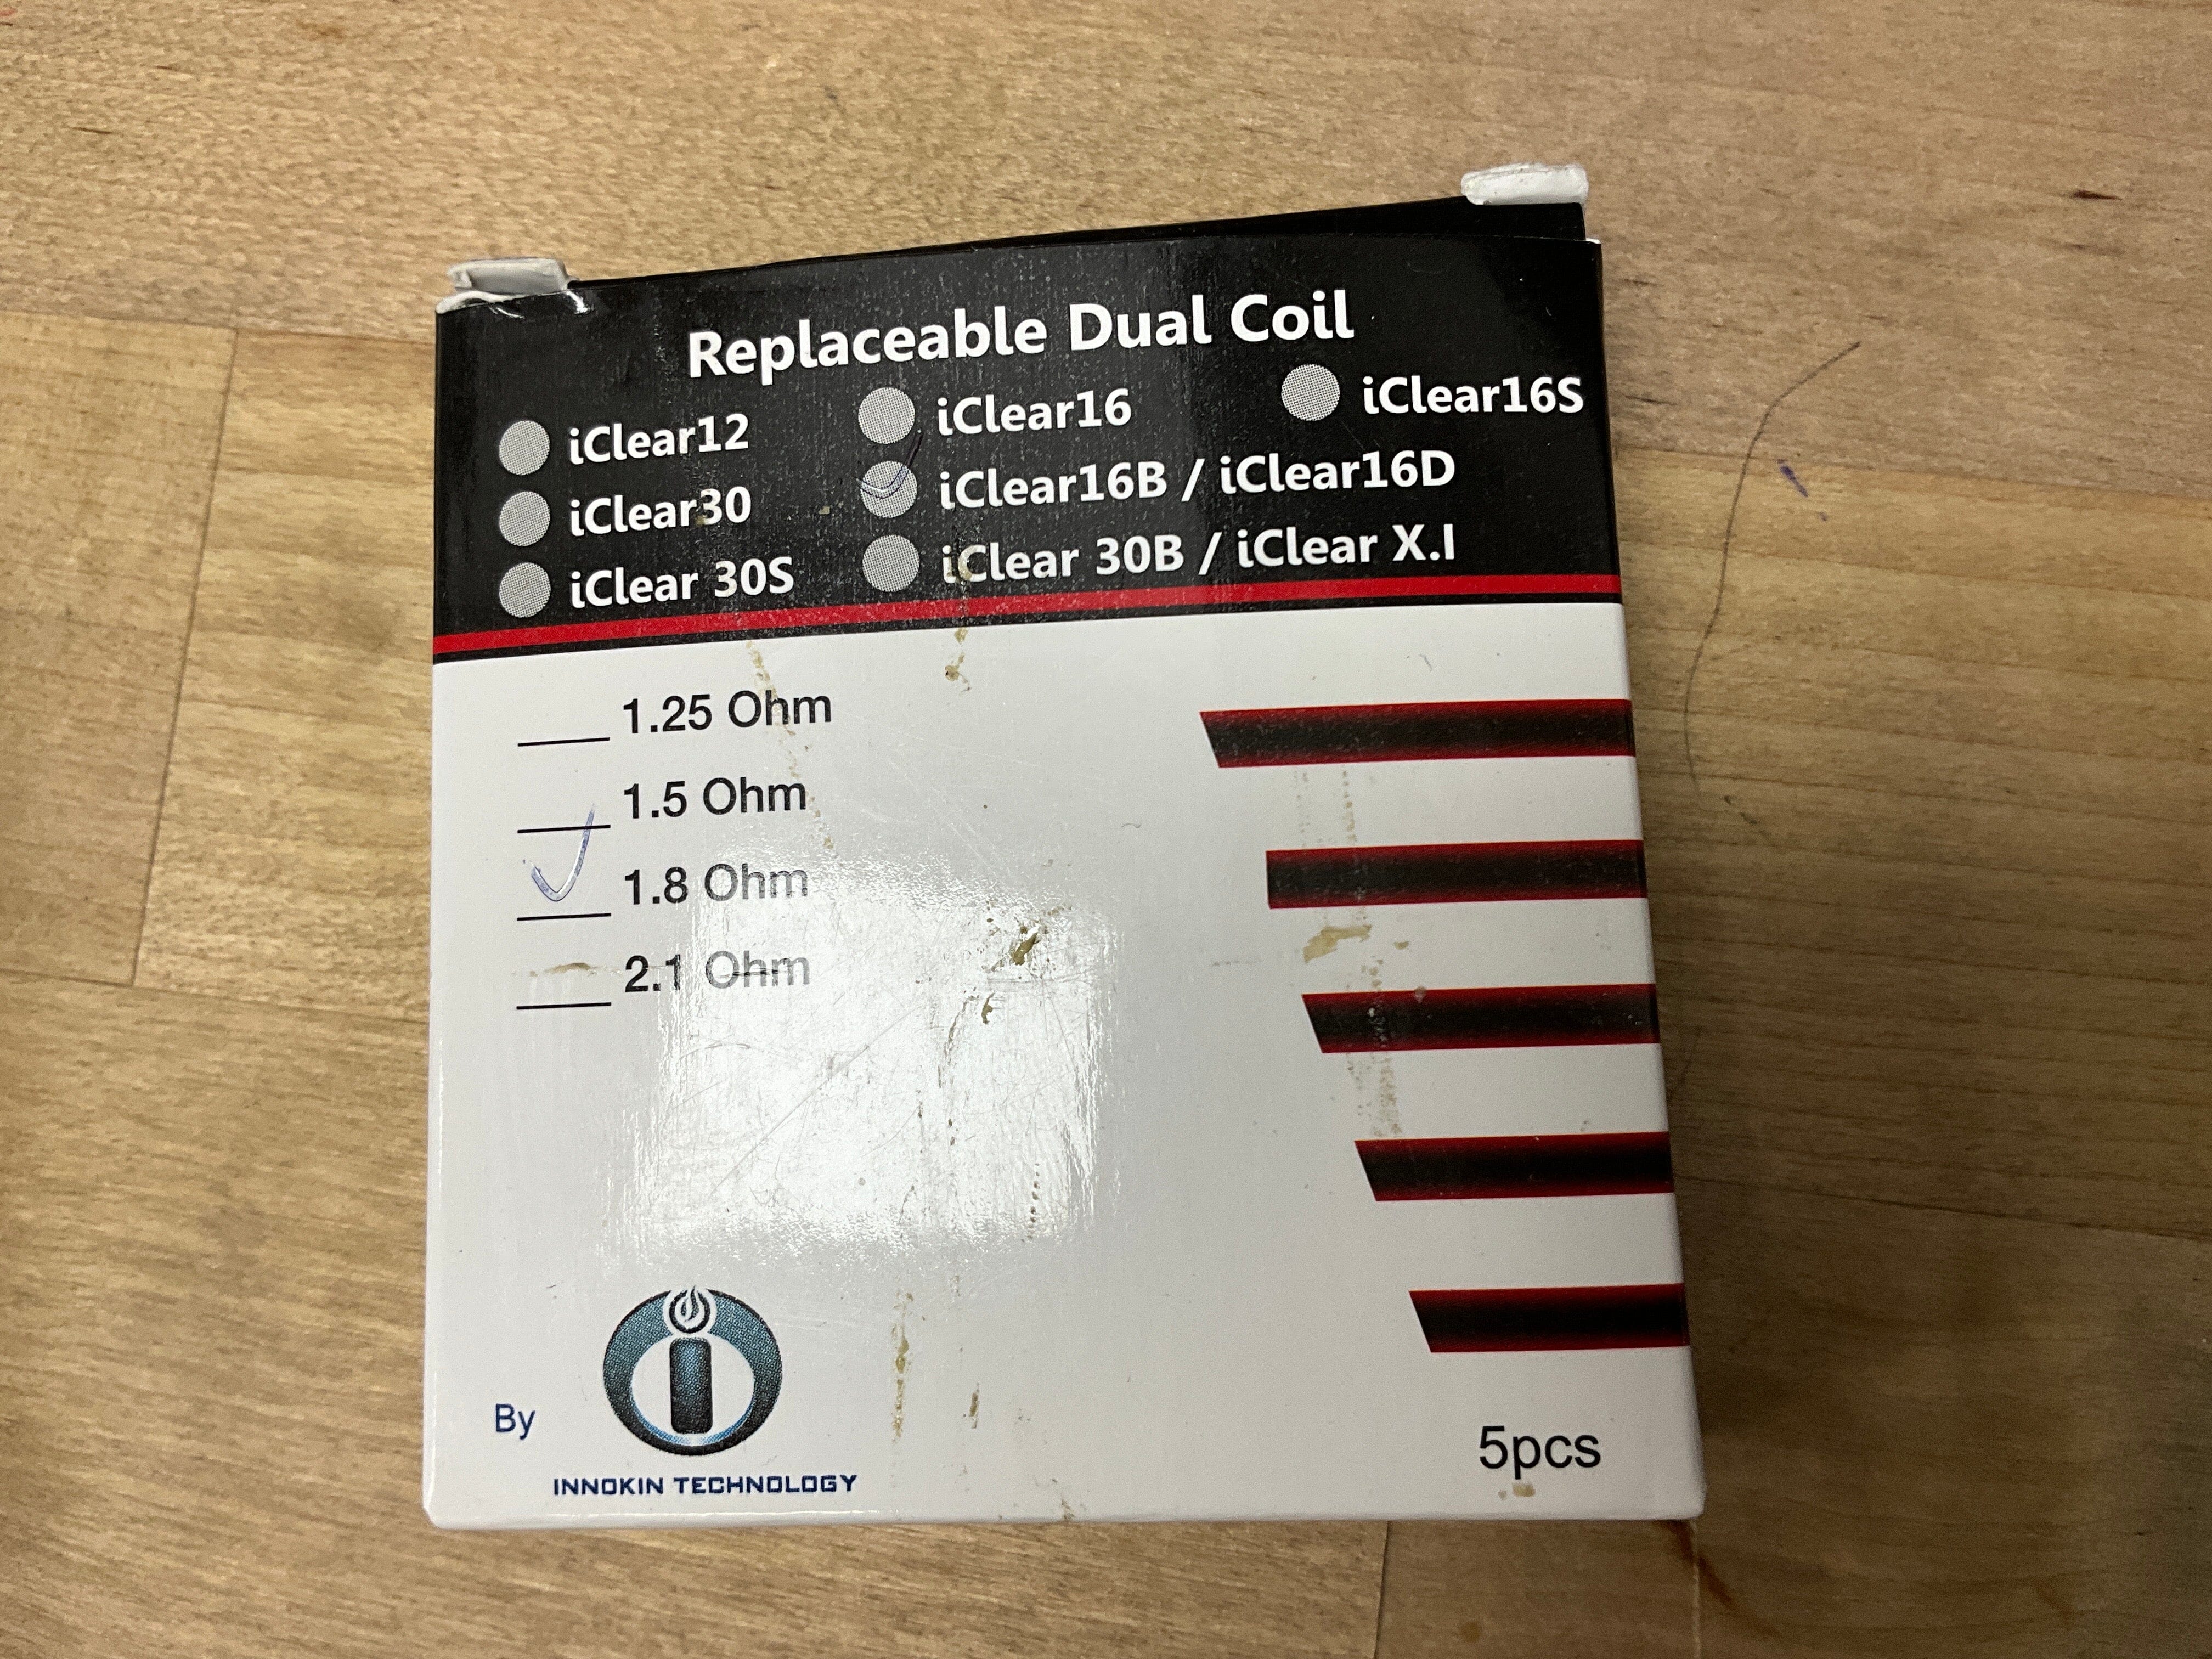 Replaceable Dual Coil
iClear12 iClear16 iClear16S
iClear30 iClear16B / iClear16D
iClear 30S iClear 30B / iClear X.I
1.25 Ohm
1.5 Ohm
1.8 Ohm
2.1 Ohm
By
INNOKIN TECHNOLOGY
5pcs